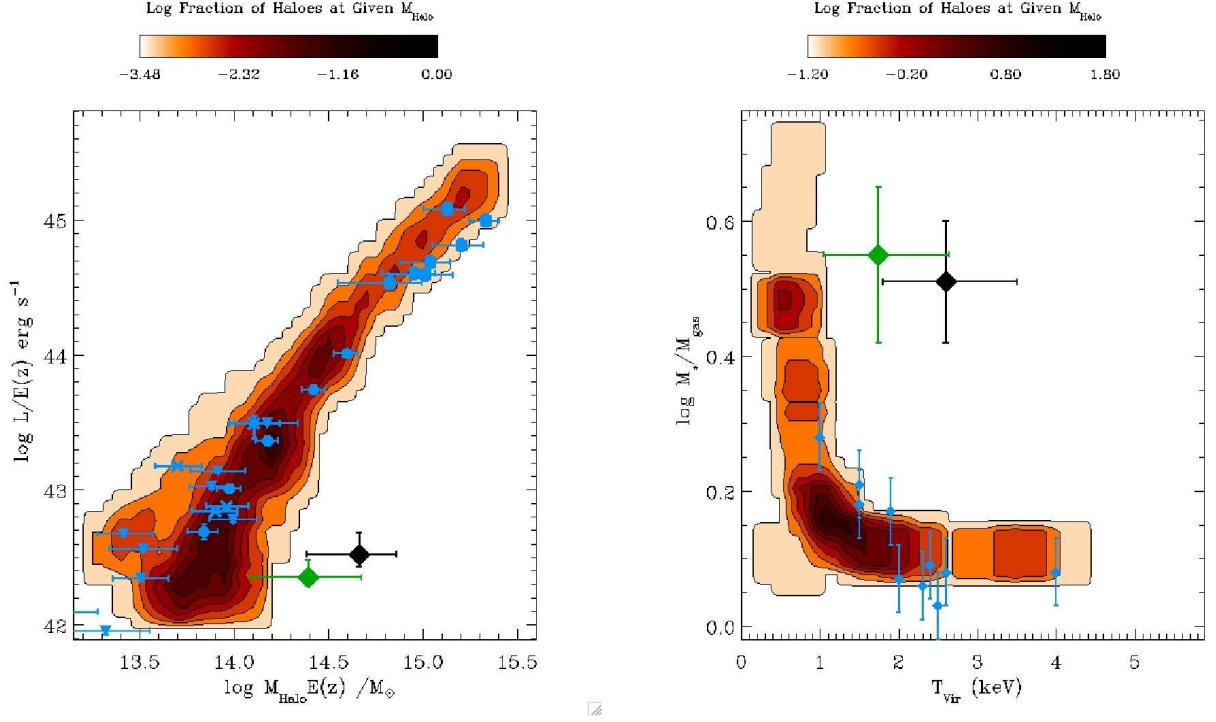 Log Fraction of Haloes at Given M_Halo
-3.48 -2.32 -1.16 0.00
log L/E(z) erg s⁻¹
45
44
43
42
13.5 14.0 14.5 15.0 15.5
log M_Halo E(z) /M_⊙
Log Fraction of Haloes at Given M_Halo
-1.20 -0.20 0.80 1.80
log M_*/M_gas
0.6
0.4
0.2
0.0
0 1 2 3 4 5
T_Vir (keV)